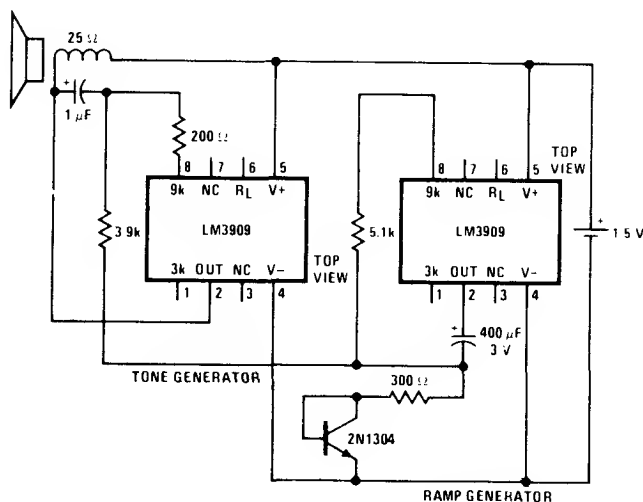 25 Ω
+
1 μF
200 Ω
8 7 6 5
9k NC RL V+
LM3909
3k OUT NC V−
1 2 3 4
TOP VIEW
3.9k
TONE GENERATOR
5.1k
8 7 6 5
TOP VIEW
9k NC RL V+
LM3909
3k OUT NC V−
1 2 3 4
+
1.5 V
+
400 μF
3 V
300 Ω
2N1304
RAMP GENERATOR